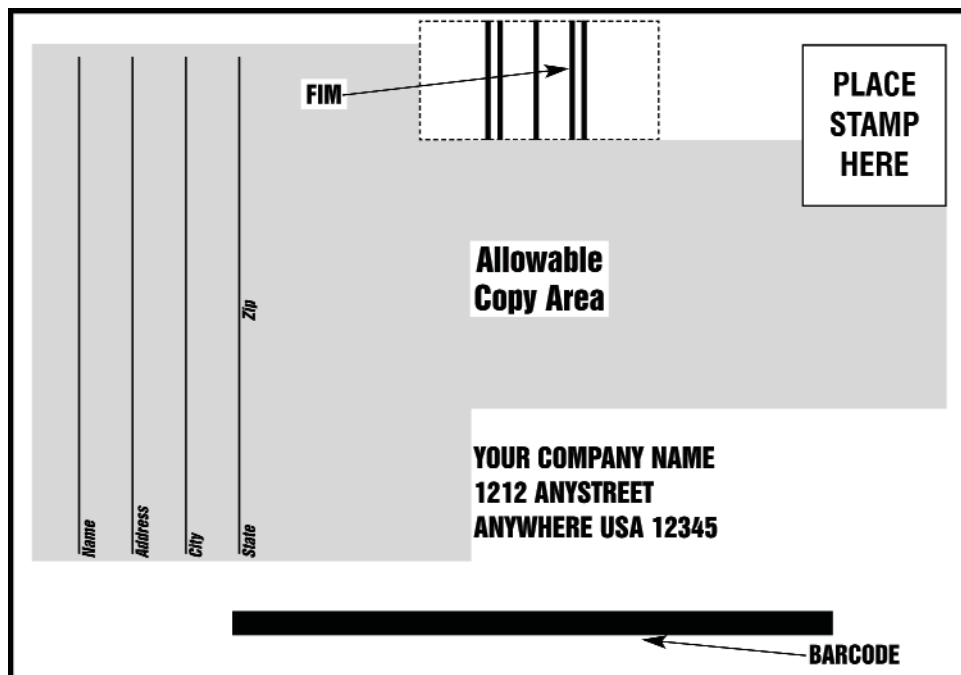 FIM
PLACE
STAMP
HERE
Allowable
Copy Area
Name
Address
City
State
Zip
YOUR COMPANY NAME
1212 ANYSTREET
ANYWHERE USA 12345
BARCODE